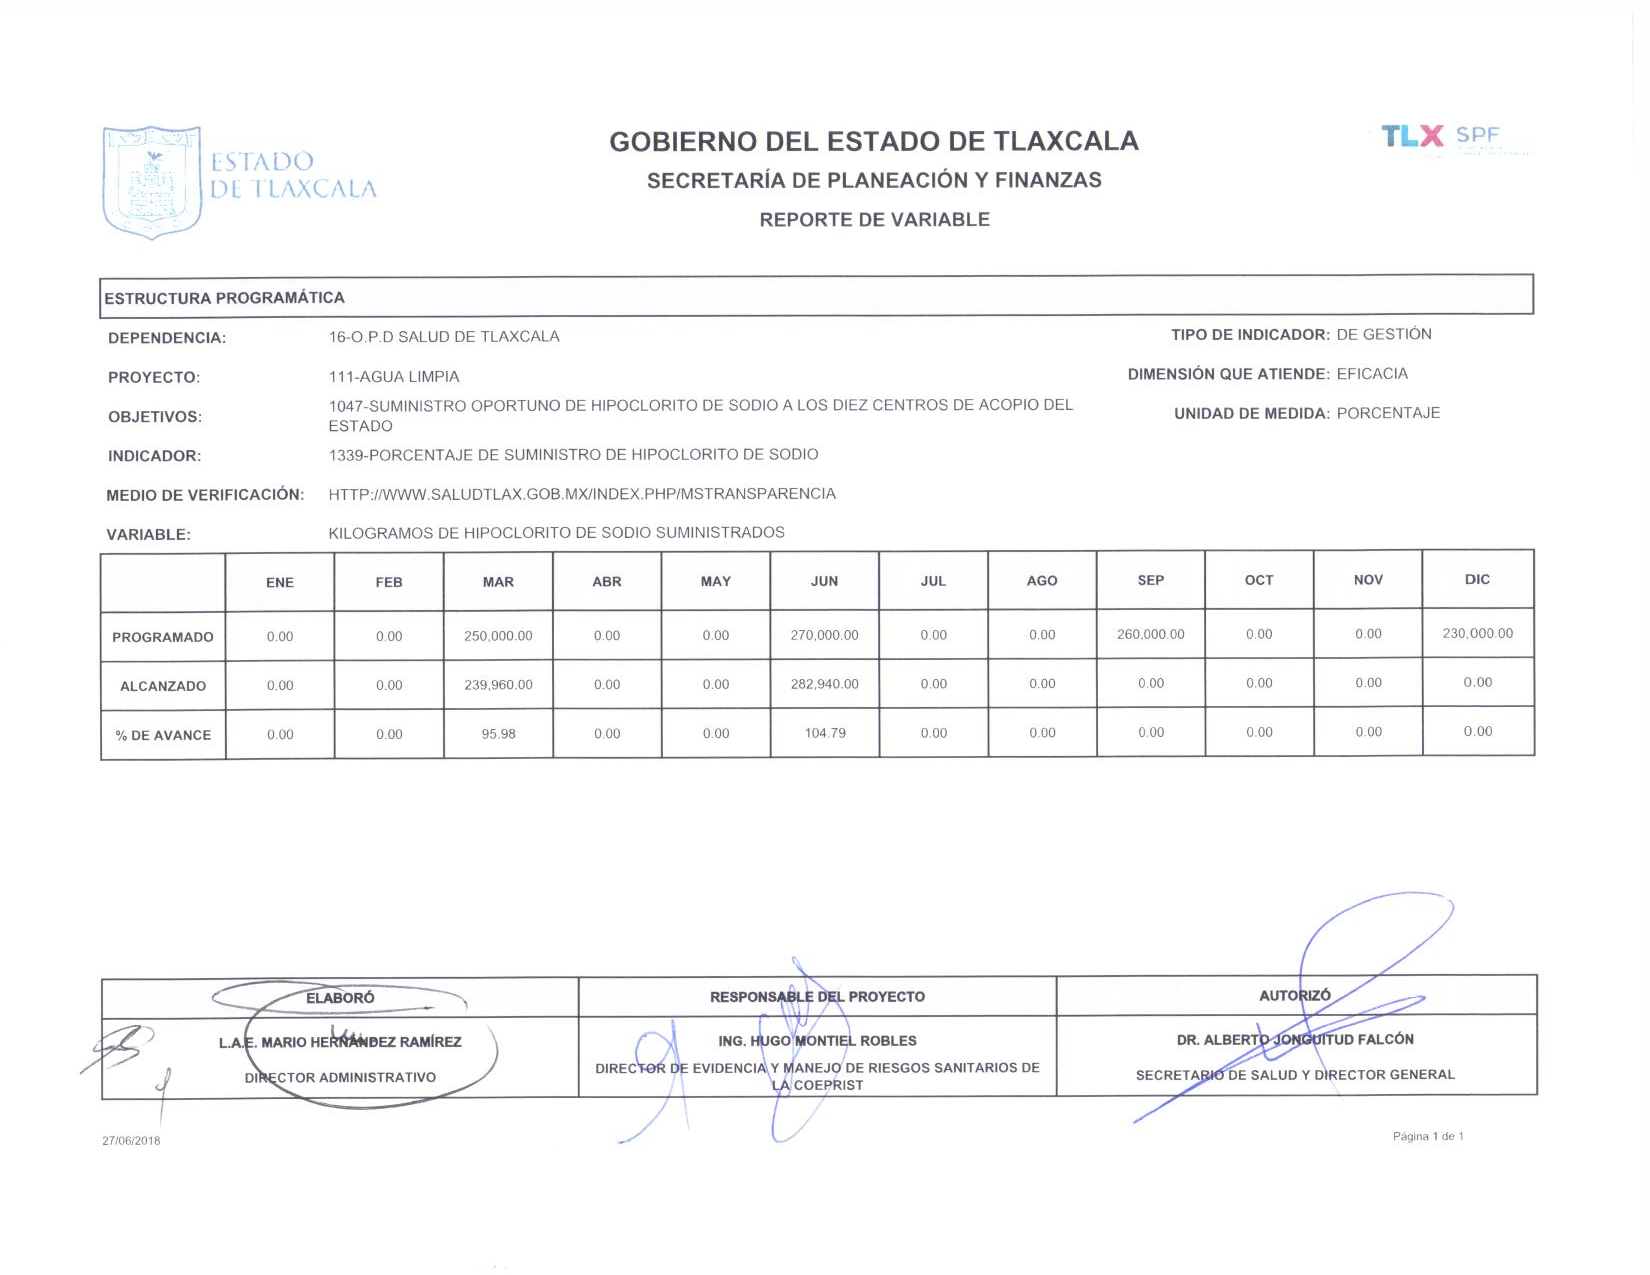 ESTADO
DE TLAXCALA
GOBIERNO DEL ESTADO DE TLAXCALA
SECRETARÍA DE PLANEACIÓN Y FINANZAS
REPORTE DE VARIABLE
TLX SPF
ESTRUCTURA PROGRAMÁTICA
DEPENDENCIA: 16-O.P.D SALUD DE TLAXCALA TIPO DE INDICADOR: DE GESTIÓN
PROYECTO: 111-AGUA LIMPIA DIMENSIÓN QUE ATIENDE: EFICACIA
OBJETIVOS: 1047-SUMINISTRO OPORTUNO DE HIPOCLORITO DE SODIO A LOS DIEZ CENTROS DE ACOPIO DEL
ESTADO UNIDAD DE MEDIDA: PORCENTAJE
INDICADOR: 1339-PORCENTAJE DE SUMINISTRO DE HIPOCLORITO DE SODIO
MEDIO DE VERIFICACIÓN: HTTP://WWW.SALUDTLAX.GOB.MX/INDEX.PHP/MSTRANSPARENCIA
VARIABLE: KILOGRAMOS DE HIPOCLORITO DE SODIO SUMINISTRADOS
ENE FEB MAR ABR MAY JUN JUL AGO SEP OCT NOV DIC
PROGRAMADO 0.00 0.00 250,000.00 0.00 0.00 270,000.00 0.00 0.00 260,000.00 0.00 0.00 230,000.00
ALCANZADO 0.00 0.00 239,960.00 0.00 0.00 282,940.00 0.00 0.00 0.00 0.00 0.00 0.00
% DE AVANCE 0.00 0.00 95.98 0.00 0.00 104.79 0.00 0.00 0.00 0.00 0.00 0.00
ELABORÓ RESPONSABLE DEL PROYECTO AUTORIZÓ
L.A.E. MARIO HERNANDEZ RAMÍREZ ING. HUGO MONTIEL ROBLES DR. ALBERTO JONGUITUD FALCÓN
DIRECTOR ADMINISTRATIVO DIRECTOR DE EVIDENCIA Y MANEJO DE RIESGOS SANITARIOS DE SECRETARIO DE SALUD Y DIRECTOR GENERAL
LA COEPRIST
27/06/2018 Página 1 de 1